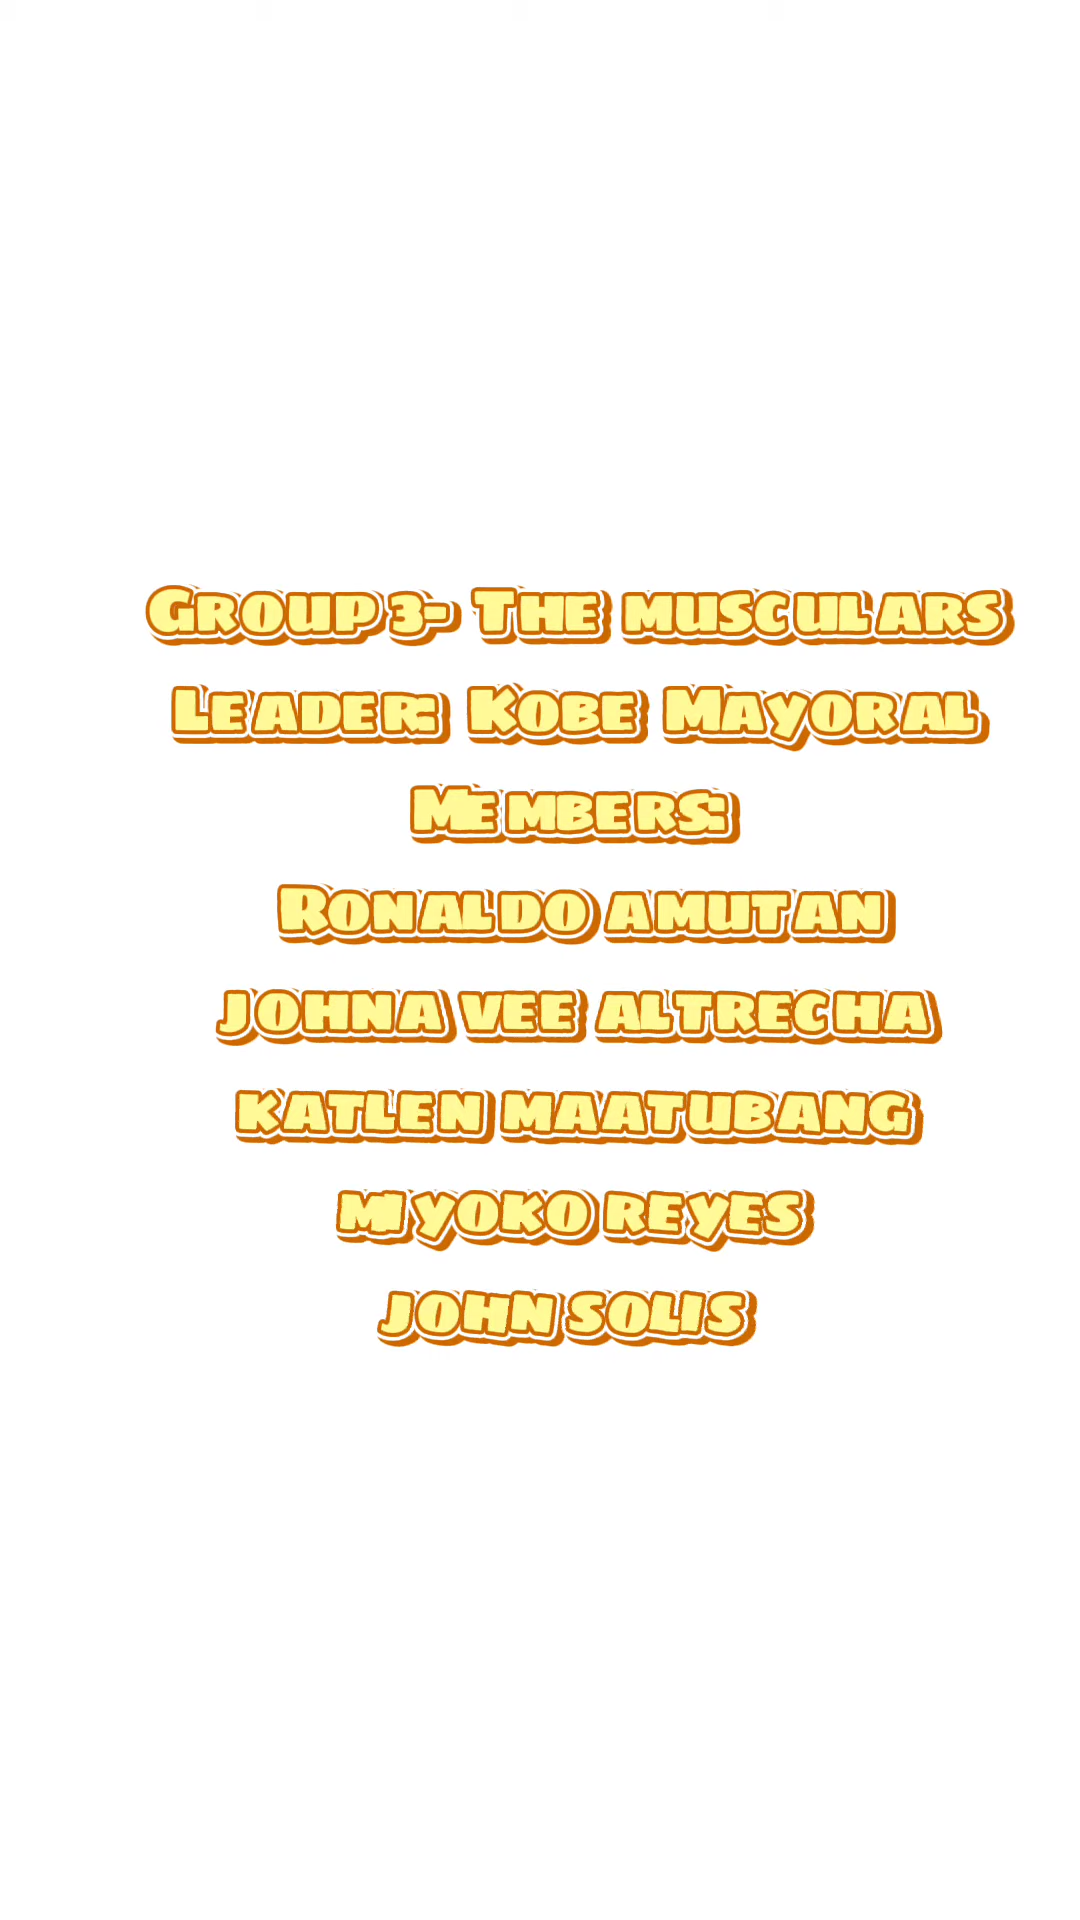 Group 3- The musculars
Leader: Kobe Mayoral
Members:
Ronaldo amutan
johna vee altrecha
katlen maatubang
miyoko reyes
john solis